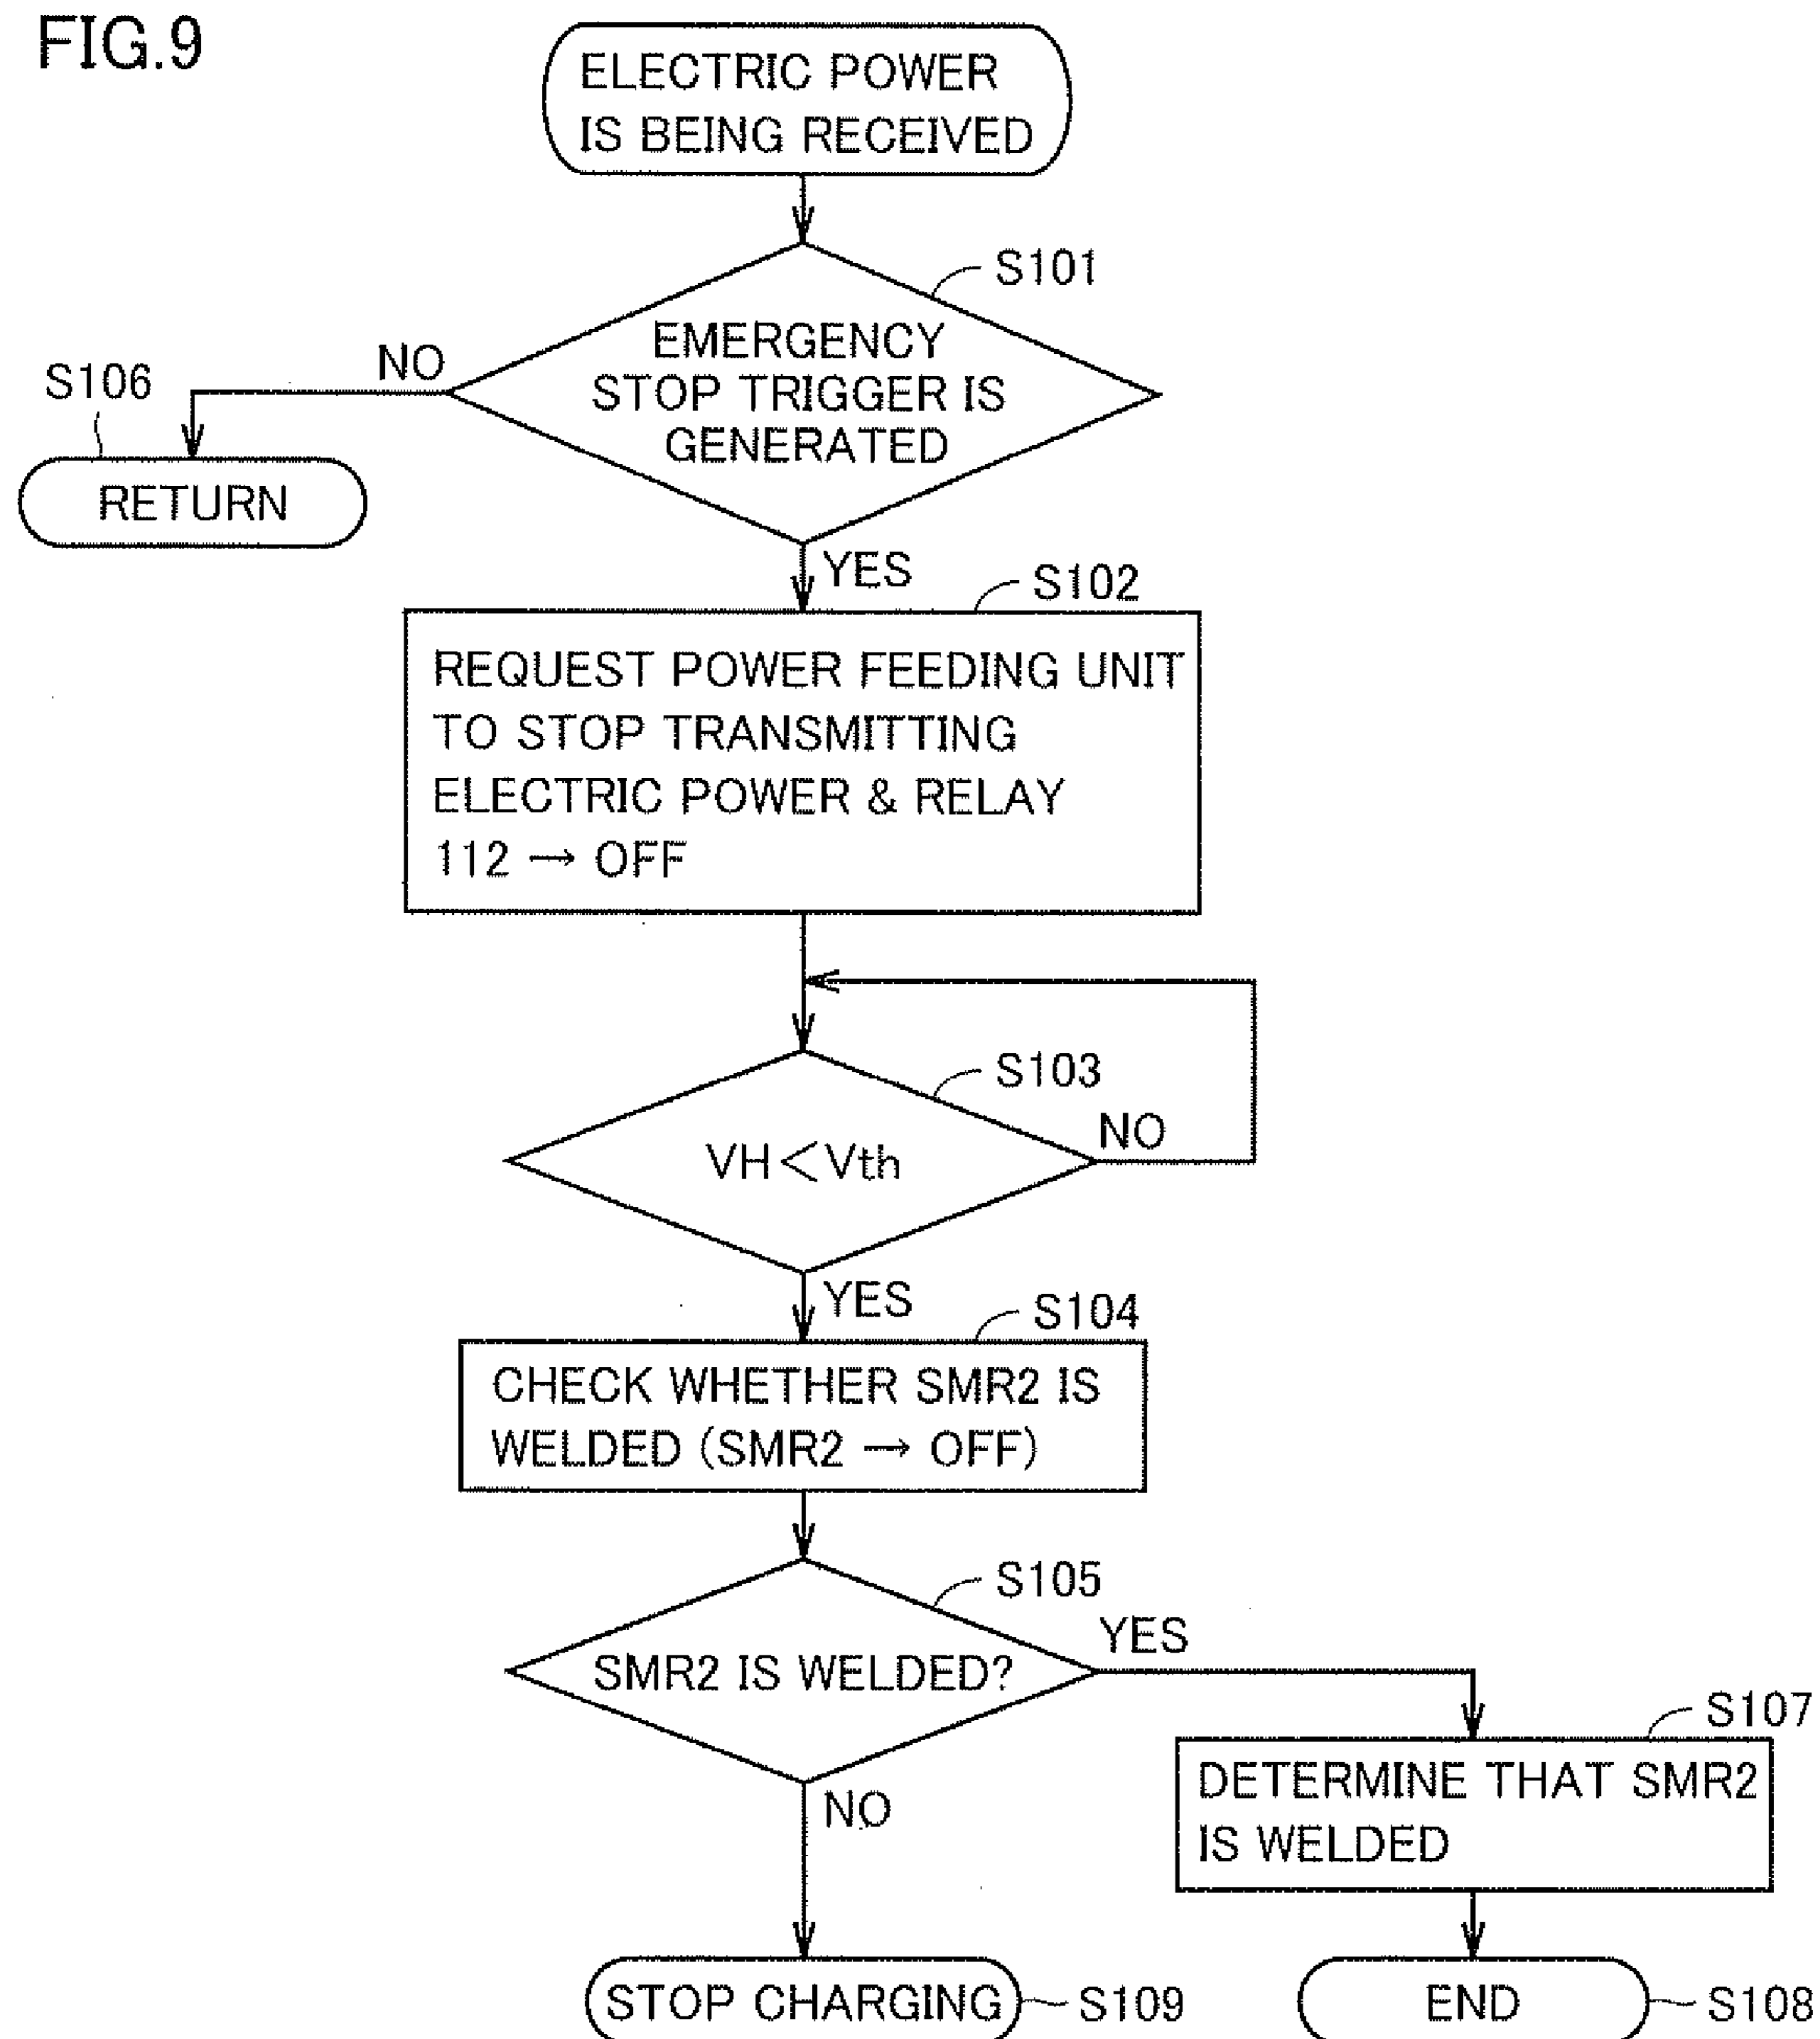 FIG.9
ELECTRIC POWER
IS BEING RECEIVED
S101
EMERGENCY
STOP TRIGGER IS
GENERATED
NO
S106
RETURN
YES
S102
REQUEST POWER FEEDING UNIT
TO STOP TRANSMITTING
ELECTRIC POWER & RELAY
112 → OFF
S103
VH<Vth
NO
YES
S104
CHECK WHETHER SMR2 IS
WELDED (SMR2 → OFF)
S105
SMR2 IS WELDED?
YES
S107
DETERMINE THAT SMR2
IS WELDED
NO
STOP CHARGING
S109
END
S108